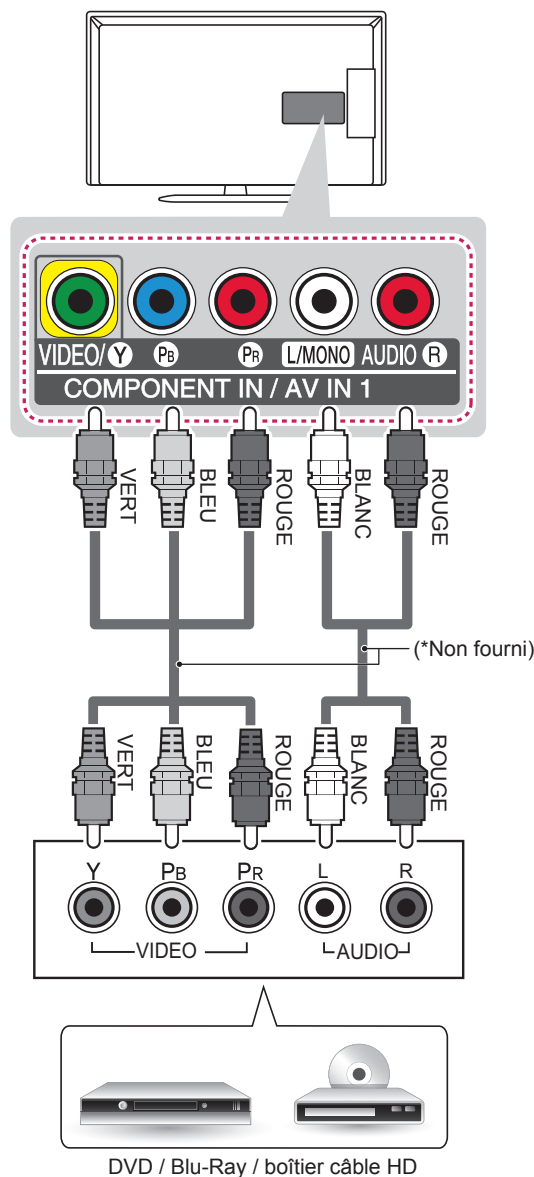 VIDEO/ Y PB PR L/MONO AUDIO R
COMPONENT IN / AV IN 1
VERT BLEU ROUGE BLANC ROUGE
(*Non fourni)
VERT BLEU ROUGE BLANC ROUGE
Y PB PR L R
VIDEO AUDIO
DVD / Blu-Ray / boîtier câble HD